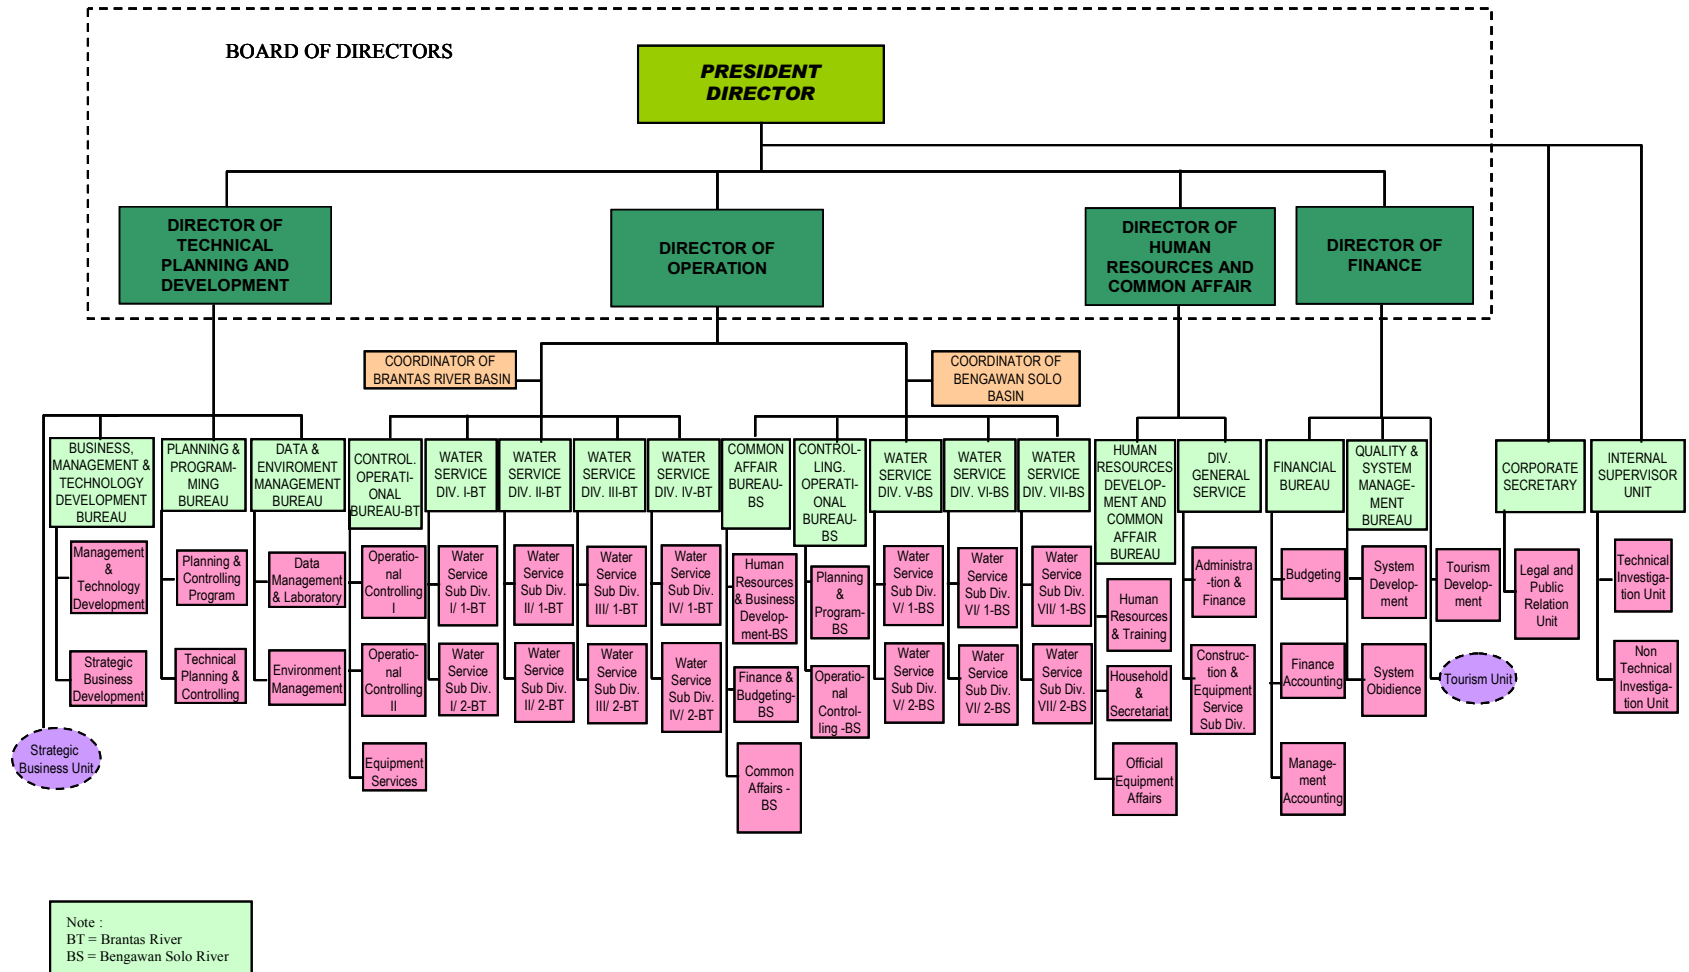 BOARD OF DIRECTORS
PRESIDENT
DIRECTOR
DIRECTOR OF
TECHNICAL
PLANNING AND
DEVELOPMENT
DIRECTOR OF
OPERATION
DIRECTOR OF
HUMAN
RESOURCES AND
COMMON AFFAIR
DIRECTOR OF
FINANCE
COORDINATOR OF
BRANTAS RIVER BASIN
COORDINATOR OF
BENGAWAN SOLO
BASIN
BUSINESS,
MANAGEMENT &
TECHNOLOGY
DEVELOPMENT
BUREAU
PLANNING &
PROGRAM-
MING
BUREAU
DATA &
ENVIROMENT
MANAGEMENT
BUREAU
CONTROL.
OPERATI-
ONAL
BUREAU-BT
WATER
SERVICE
DIV. I-BT
WATER
SERVICE
DIV. II-BT
WATER
SERVICE
DIV. III-BT
WATER
SERVICE
DIV. IV-BT
COMMON
AFFAIR
BUREAU-
BS
CONTROL-
LING.
OPERATI-
ONAL
BUREAU-
BS
WATER
SERVICE
DIV. V-BS
WATER
SERVICE
DIV. VI-BS
WATER
SERVICE
DIV. VII-BS
HUMAN
RESOURCES
DEVELOP-
MENT AND
COMMON
AFFAIR
BUREAU
DIV.
GENERAL
SERVICE
FINANCIAL
BUREAU
QUALITY &
SYSTEM
MANAGE-
MENT
BUREAU
CORPORATE
SECRETARY
INTERNAL
SUPERVISOR
UNIT
Management
&
Technology
Development
Planning &
Controlling
Program
Data
Management
& Laboratory
Operatio-
nal
Controlling
I
Water
Service
Sub Div.
I/ 1-BT
Water
Service
Sub Div.
II/ 1-BT
Water
Service
Sub Div.
III/ 1-BT
Water
Service
Sub Div.
IV/ 1-BT
Human
Resources
& Business
Develop-
ment-BS
Planning
&
Program-
BS
Water
Service
Sub Div.
V/ 1-BS
Water
Service
Sub Div.
VI/ 1-BS
Water
Service
Sub Div.
VII/ 1-BS
Human
Resources
& Training
Administra
-tion &
Finance
Budgeting
System
Develop-
ment
Tourism
Develop-
ment
Legal and
Public
Relation
Unit
Technical
Investiga-
tion Unit
Strategic
Business
Development
Technical
Planning &
Controlling
Environment
Management
Operatio-
nal
Controlling
II
Water
Service
Sub Div.
I/ 2-BT
Water
Service
Sub Div.
II/ 2-BT
Water
Service
Sub Div.
III/ 2-BT
Water
Service
Sub Div.
IV/ 2-BT
Finance &
Budgeting-
BS
Operatio-
nal
Control-
ling -BS
Water
Service
Sub Div.
V/ 2-BS
Water
Service
Sub Div.
VI/ 2-BS
Water
Service
Sub Div.
VII/ 2-BS
Household
&
Secretariat
Construc-
tion &
Equipment
Service
Sub Div.
Finance
Accounting
System
Obidience
Tourism Unit
Non
Technical
Investiga-
tion Unit
Strategic
Business Unit
Equipment
Services
Common
Affairs -
BS
Official
Equipment
Affairs
Manage-
ment
Accounting
Note :
BT = Brantas River
BS = Bengawan Solo River